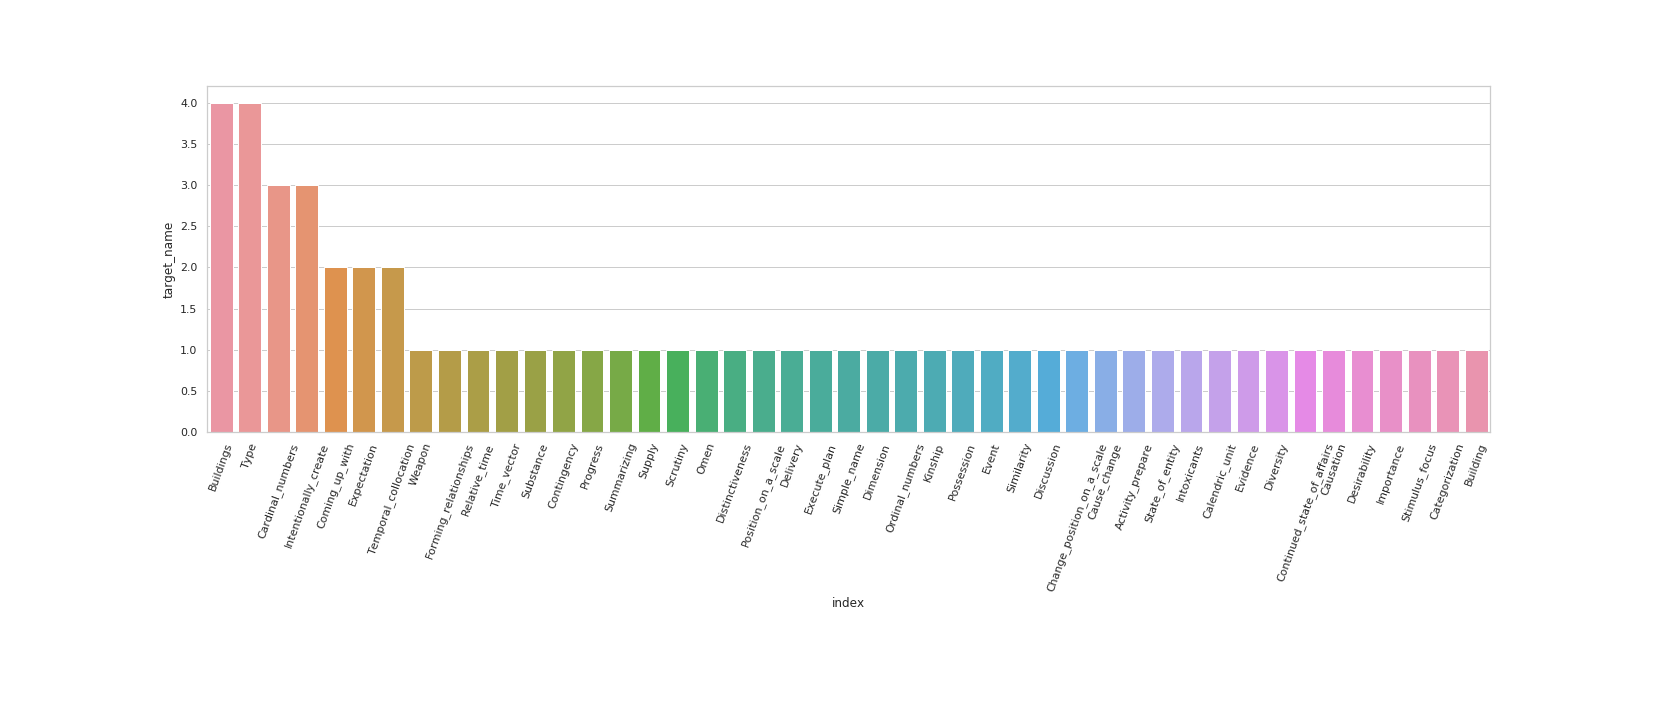 4.0
3.5
3.0
2.5
2.0
1.5
1.0
0.5
0.0
target_name
Buildings
Type
Cardinal_numbers
Intentionally_create
Coming_up_with
Expectation
Temporal_collocation
Weapon
Forming_relationships
Relative_time
Time_vector
Substance
Contingency
Progress
Summarizing
Supply
Scrutiny
Omen
Distinctiveness
Position_on_a_scale
Delivery
Execute_plan
Simple_name
Dimension
Ordinal_numbers
Kinship
Possession
Event
Similarity
Discussion
Change_position_on_a_scale
Cause_change
Activity_prepare
State_of_entity
Intoxicants
Calendric_unit
Evidence
Diversity
Continued_state_of_affairs
Causation
Desirability
Importance
Stimulus_focus
Categorization
Building
index